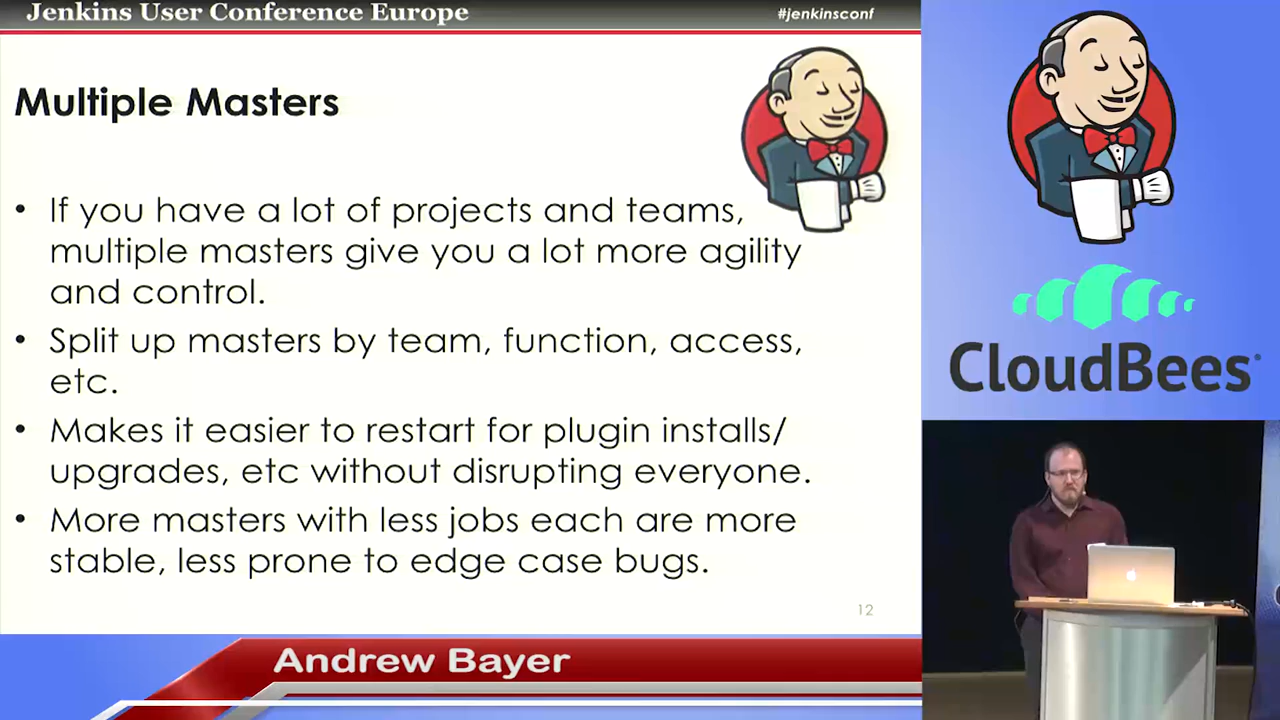 Jenkins User Conference Europe
#jenkinsconf
Multiple Masters
• If you have a lot of projects and teams,
multiple masters give you a lot more agility
and control.
• Split up masters by team, function, access,
etc.
• Makes it easier to restart for plugin installs/
upgrades, etc without disrupting everyone.
• More masters with less jobs each are more
stable, less prone to edge case bugs.
12
Andrew Bayer
CloudBees